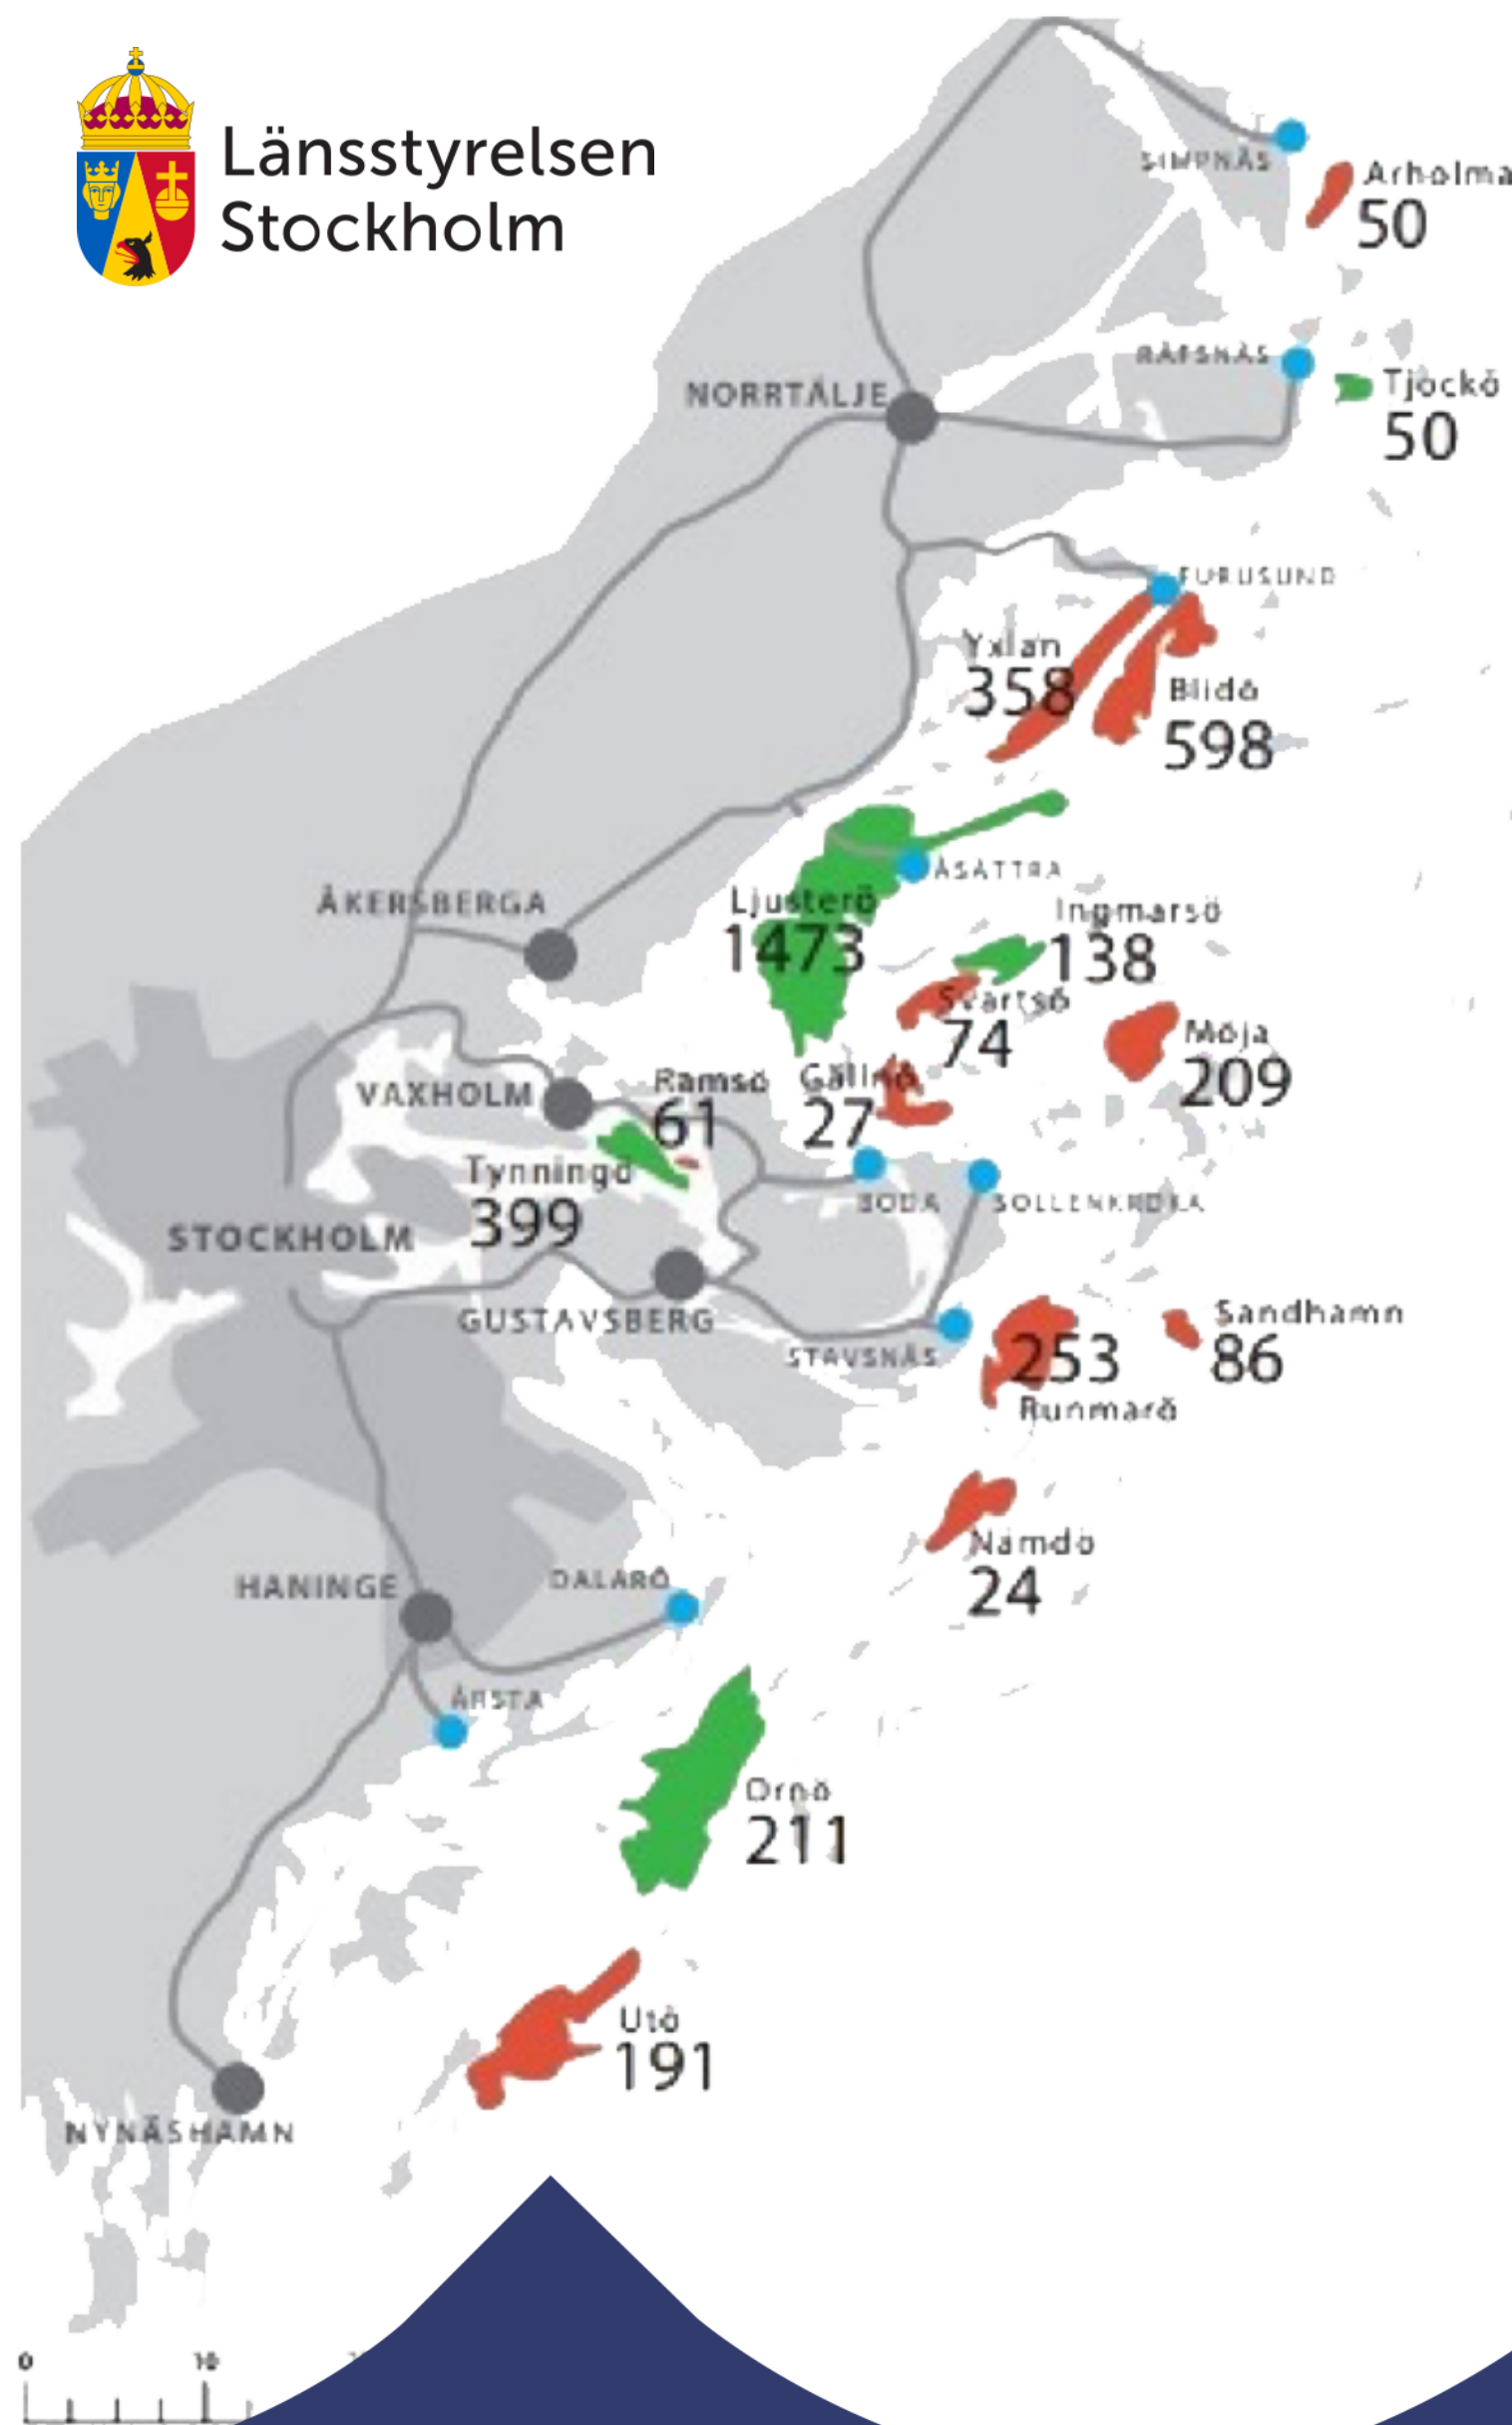 Länsstyrelsen
Stockholm
SIMPNÄS
Arholma
50
RÄFSNÄS
Tjockö
50
NORRTÄLJE
FURUSUND
Yxlan
358
Blidö
598
ÅSÄTTRA
ÅKERSBERGA
Ljusterö
1473
Ingmarsö
138
Svartsö
74
Möja
209
VAXHOLM
Ramsö
61
Gällnö
27
Tynningö
399
BODA
SOLLENKROKA
STOCKHOLM
GUSTAVSBERG
STAVSNÄS
253
Runmarö
Sandhamn
86
Nämdö
24
HANINGE
DALARÖ
ÅRSTA
Ornö
211
Utö
191
NYNÄSHAMN
0 10